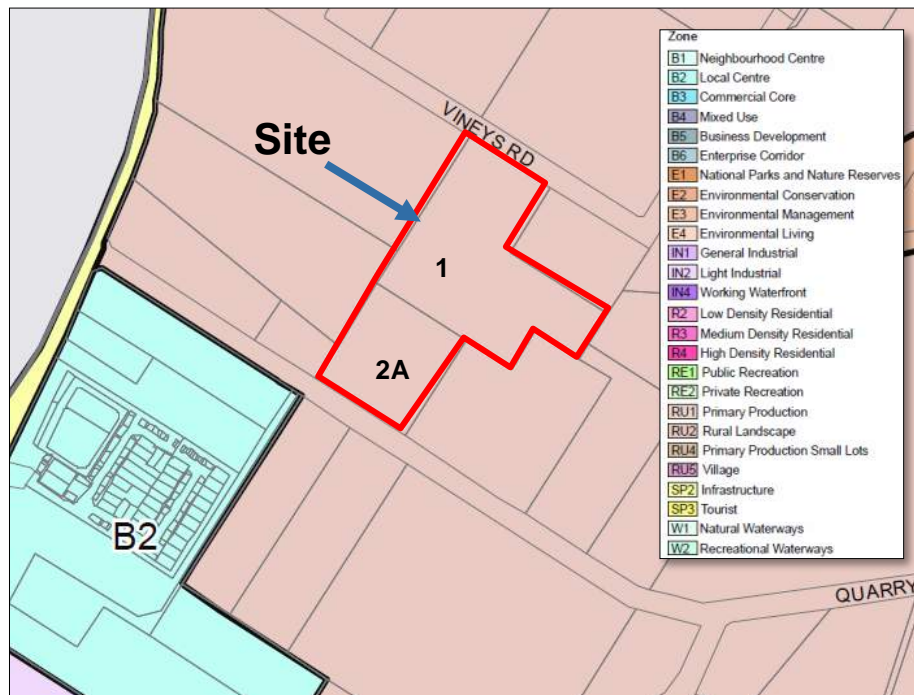 VINEYS RD
Site
1
2A
B2
QUARRY
Zone
B1 Neighbourhood Centre
B2 Local Centre
B3 Commercial Core
B4 Mixed Use
B5 Business Development
B6 Enterprise Corridor
E1 National Parks and Nature Reserves
E2 Environmental Conservation
E3 Environmental Management
E4 Environmental Living
IN1 General Industrial
IN2 Light Industrial
IN4 Working Waterfront
R2 Low Density Residential
R3 Medium Density Residential
R4 High Density Residential
RE1 Public Recreation
RE2 Private Recreation
RU1 Primary Production
RU2 Rural Landscape
RU4 Primary Production Small Lots
RU5 Village
SP2 Infrastructure
SP3 Tourist
W1 Natural Waterways
W2 Recreational Waterways